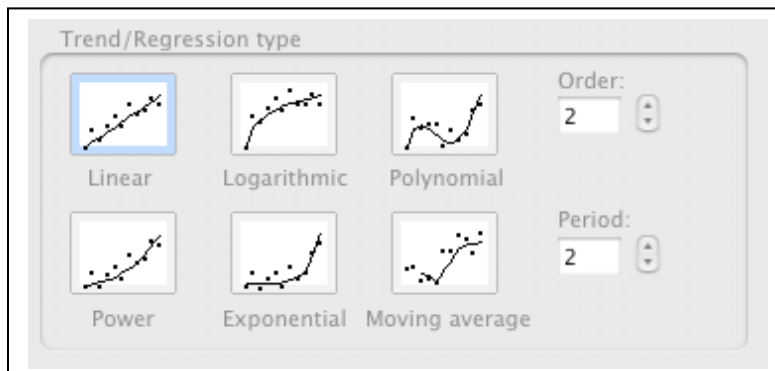 Trend/Regression type
Order:
2
Linear
Logarithmic
Polynomial
Period:
2
Power
Exponential
Moving average